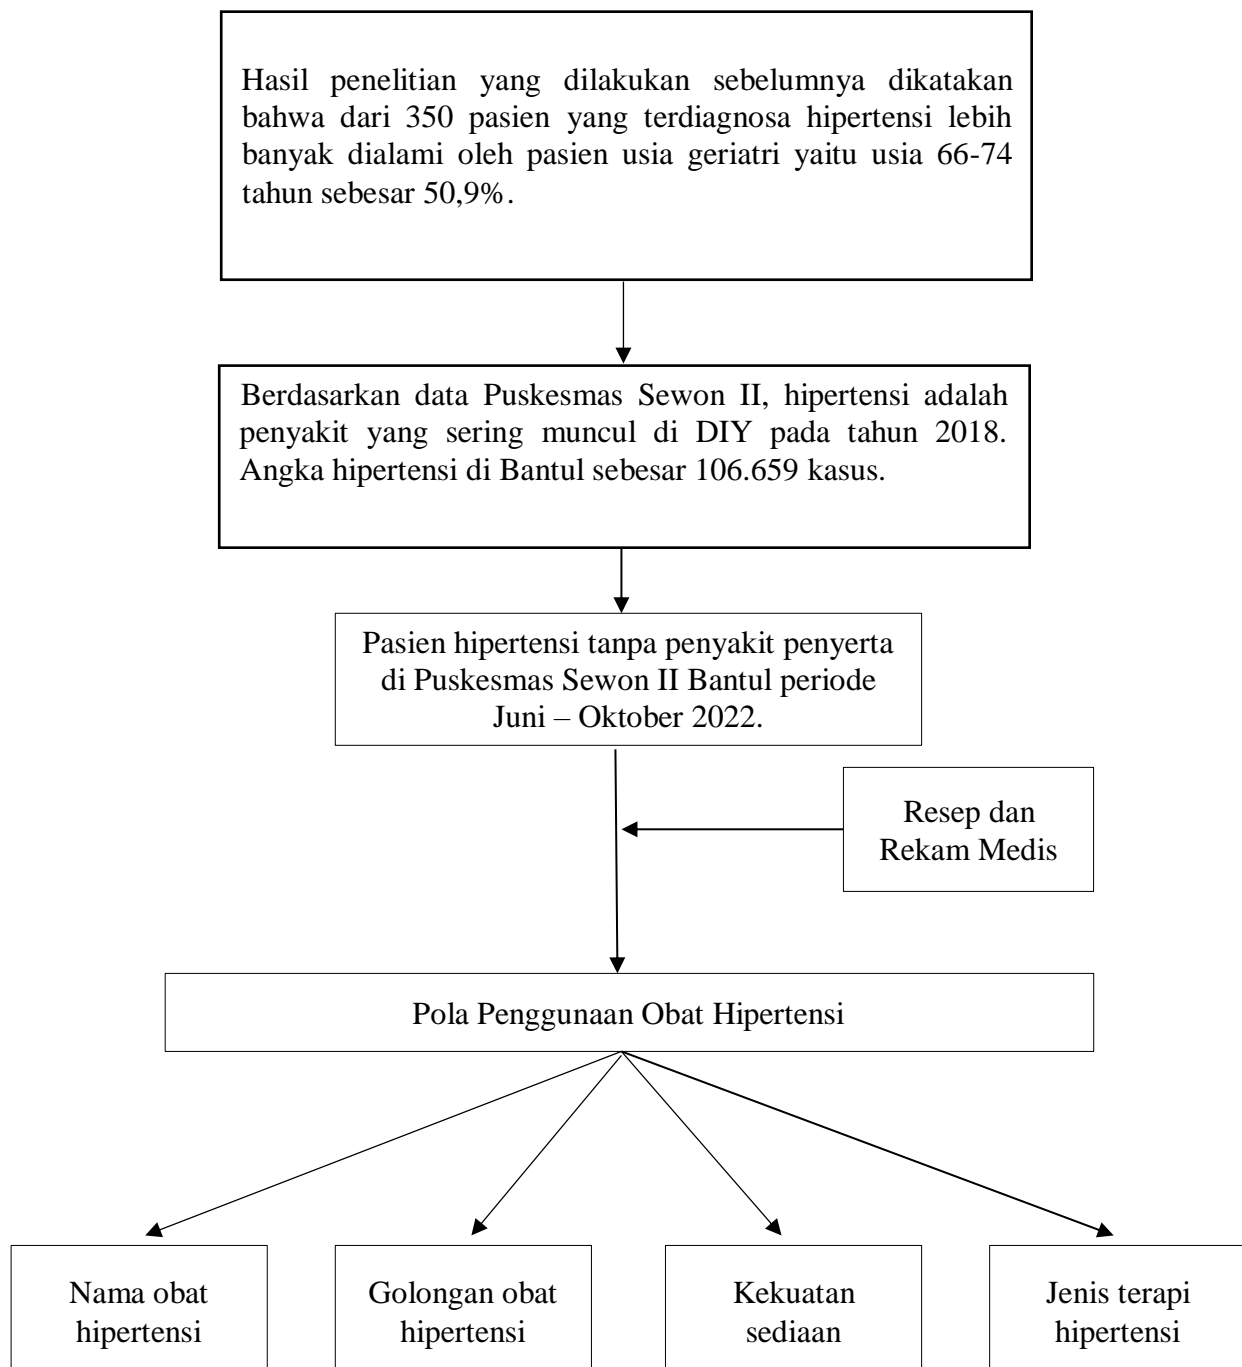 Hasil penelitian yang dilakukan sebelumnya dikatakan
bahwa dari 350 pasien yang terdiagnosa hipertensi lebih
banyak dialami oleh pasien usia geriatri yaitu usia 66-74
tahun sebesar 50,9%.
Berdasarkan data Puskesmas Sewon II, hipertensi adalah
penyakit yang sering muncul di DIY pada tahun 2018.
Angka hipertensi di Bantul sebesar 106.659 kasus.
Pasien hipertensi tanpa penyakit penyerta
di Puskesmas Sewon II Bantul periode
Juni – Oktober 2022.
Resep dan
Rekam Medis
Pola Penggunaan Obat Hipertensi
Nama obat
hipertensi
Golongan obat
hipertensi
Kekuatan
sediaan
Jenis terapi
hipertensi